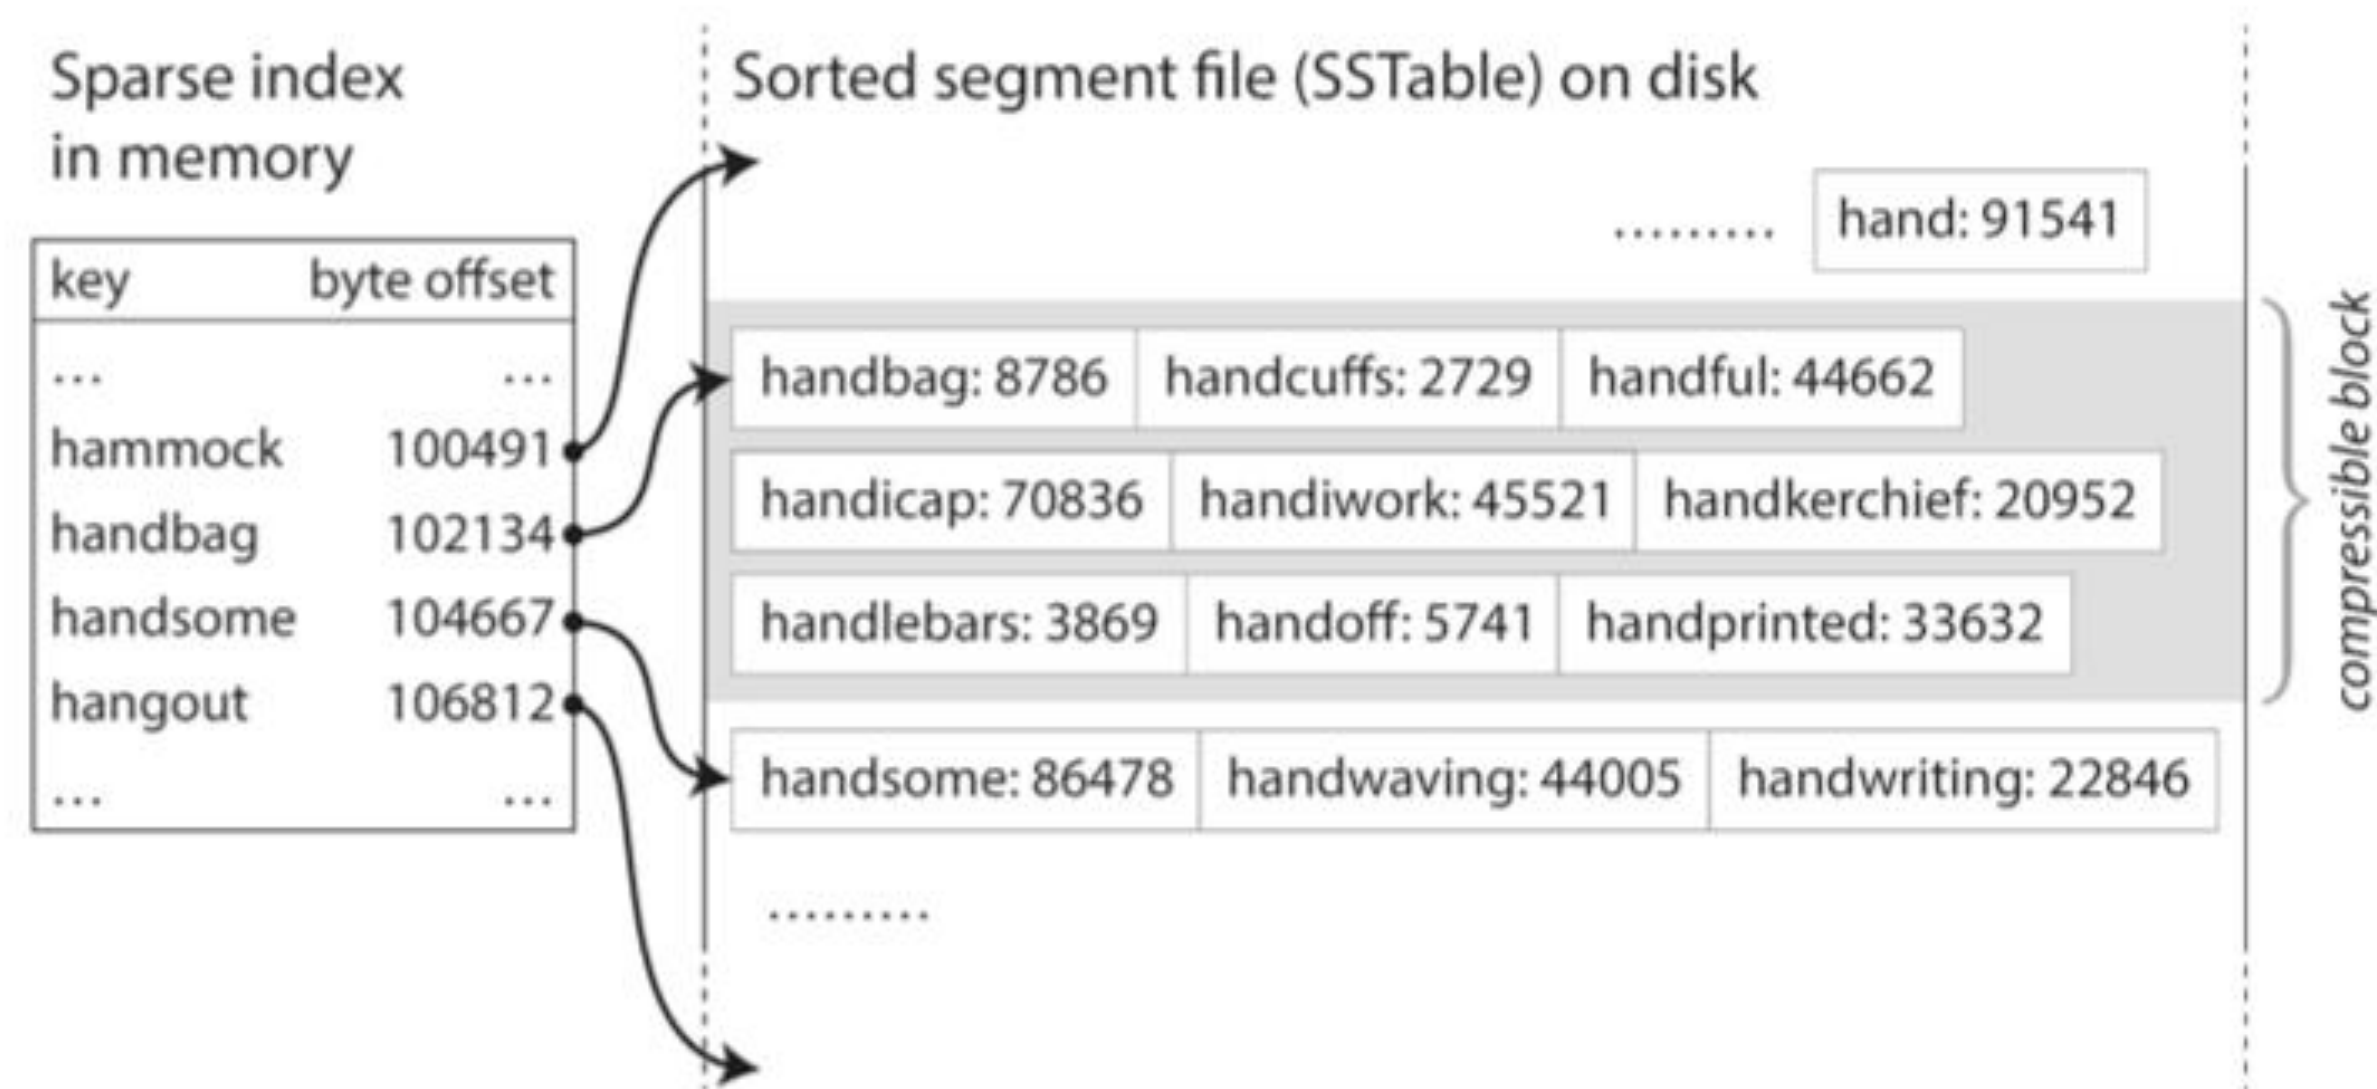 Sparse index
in memory
key byte offset
... ...
hammock 100491
handbag 102134
handsome 104667
hangout 106812
... ...
Sorted segment file (SSTable) on disk
......... hand: 91541
handbag: 8786 handcuffs: 2729 handful: 44662
handicap: 70836 handiwork: 45521 handkerchief: 20952
handlebars: 3869 handoff: 5741 handprinted: 33632
handsome: 86478 handwaving: 44005 handwriting: 22846
.........
compressible block